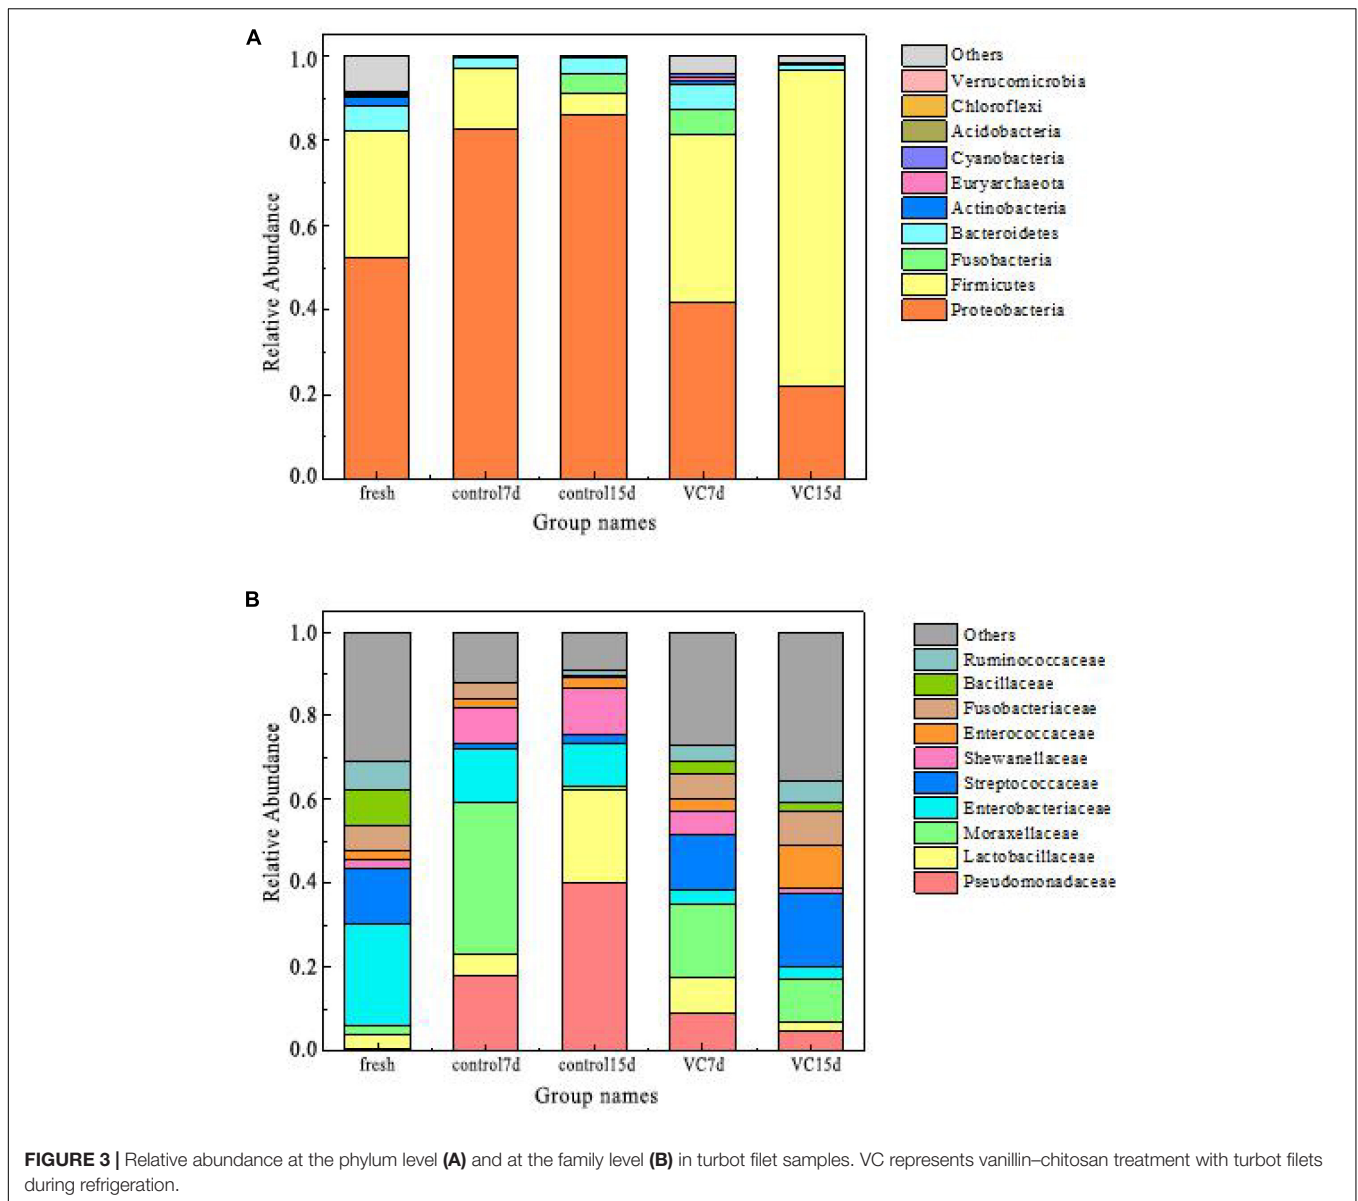 A
1.0
0.8
0.6
0.4
0.2
0.0
Relative Abundance
fresh control7d control15d VC7d VC15d
Group names
Others
Verrucomicrobia
Chloroflexi
Acidobacteria
Cyanobacteria
Euryarchaeota
Actinobacteria
Bacteroidetes
Fusobacteria
Firmicutes
Proteobacteria
B
1.0
0.8
0.6
0.4
0.2
0.0
Relative Abundance
fresh control7d control15d VC7d VC15d
Group names
Others
Ruminococcaceae
Bacillaceae
Fusobacteriaceae
Enterococcaceae
Shewanellaceae
Streptococcaceae
Enterobacteriaceae
Moraxellaceae
Lactobacillaceae
Pseudomonadaceae
FIGURE 3 | Relative abundance at the phylum level (A) and at the family level (B) in turbot filet samples. VC represents vanillin–chitosan treatment with turbot filets
during refrigeration.